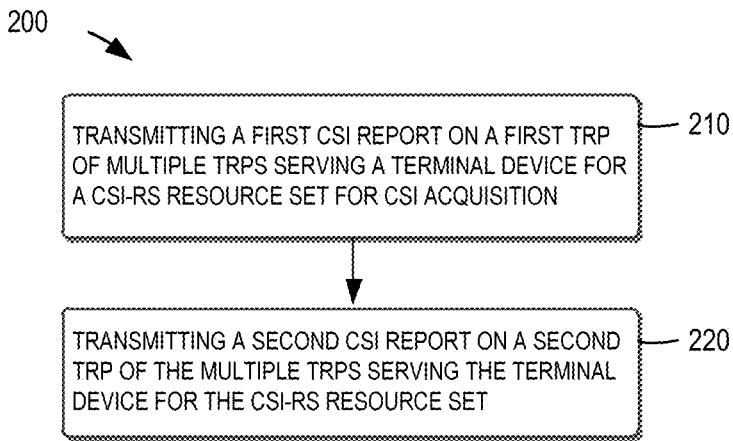 200
TRANSMITTING A FIRST CSI REPORT ON A FIRST TRP
OF MULTIPLE TRPS SERVING A TERMINAL DEVICE FOR
A CSI-RS RESOURCE SET FOR CSI ACQUISITION
210
TRANSMITTING A SECOND CSI REPORT ON A SECOND
TRP OF THE MULTIPLE TRPS SERVING THE TERMINAL
DEVICE FOR THE CSI-RS RESOURCE SET
220